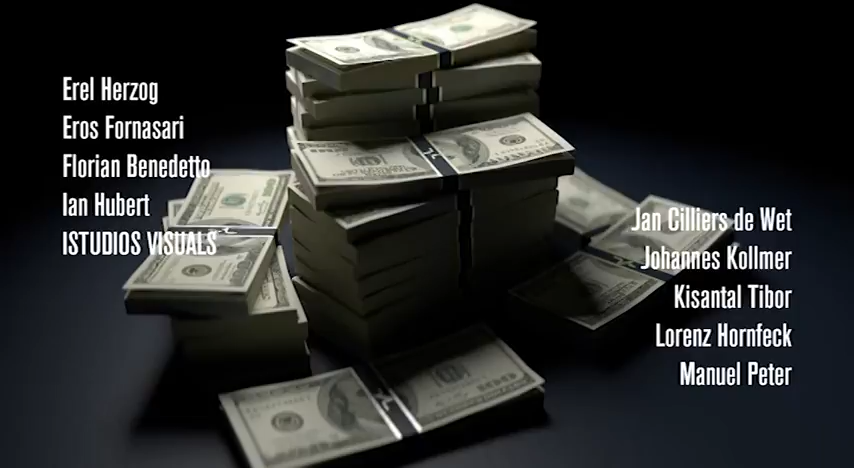 Erel Herzog
Eros Fornasari
Florian Benedetto
Ian Hubert
ISTUDIOS VISUALS
Jan Cilliers de Wet
Johannes Kollmer
Kisantal Tibor
Lorenz Hornfeck
Manuel Peter